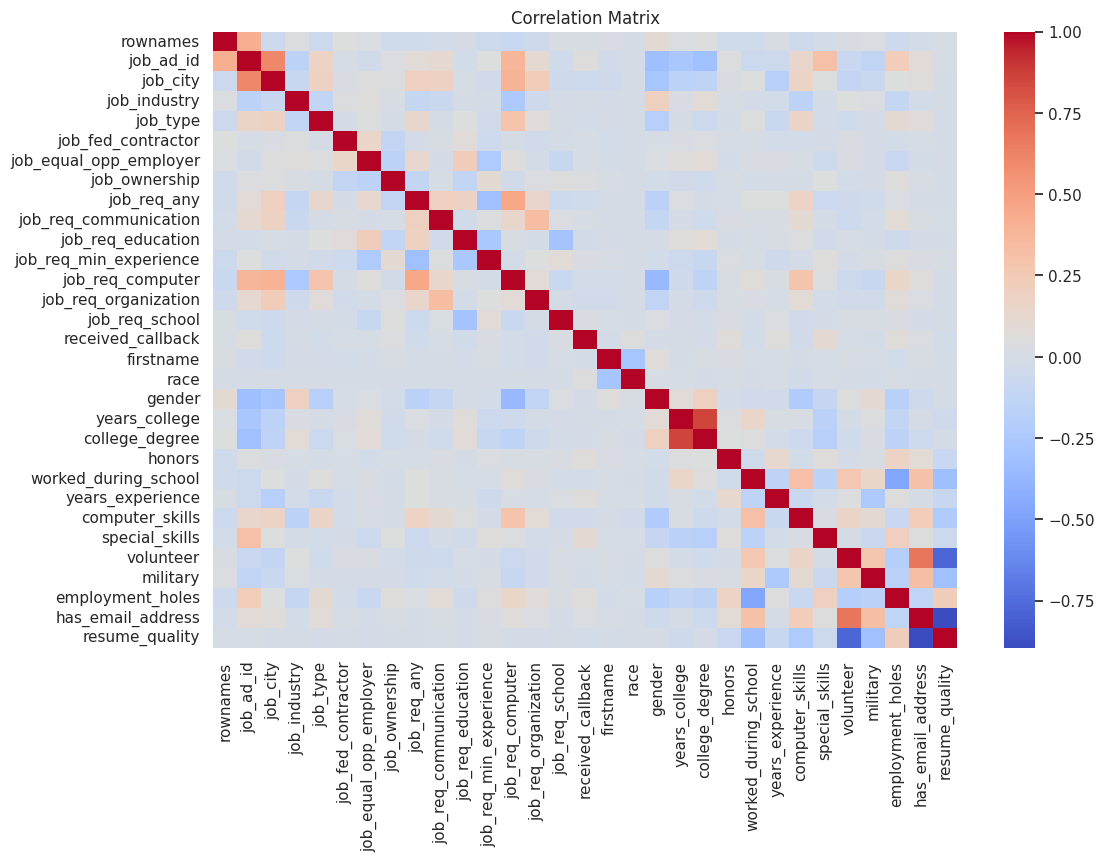 Correlation Matrix
rownames
job_ad_id
job_city
job_industry
job_type
job_fed_contractor
job_equal_opp_employer
job_ownership
job_req_any
job_req_communication
job_req_education
job_req_min_experience
job_req_computer
job_req_organization
job_req_school
received_callback
firstname
race
gender
years_college
college_degree
honors
worked_during_school
years_experience
computer_skills
special_skills
volunteer
military
employment_holes
has_email_address
resume_quality
rownames
job_ad_id
job_city
job_industry
job_type
job_fed_contractor
job_equal_opp_employer
job_ownership
job_req_any
job_req_communication
job_req_education
job_req_min_experience
job_req_computer
job_req_organization
job_req_school
received_callback
firstname
race
gender
years_college
college_degree
honors
worked_during_school
years_experience
computer_skills
special_skills
volunteer
military
employment_holes
has_email_address
resume_quality
1.00
0.75
0.50
0.25
0.00
−0.25
−0.50
−0.75